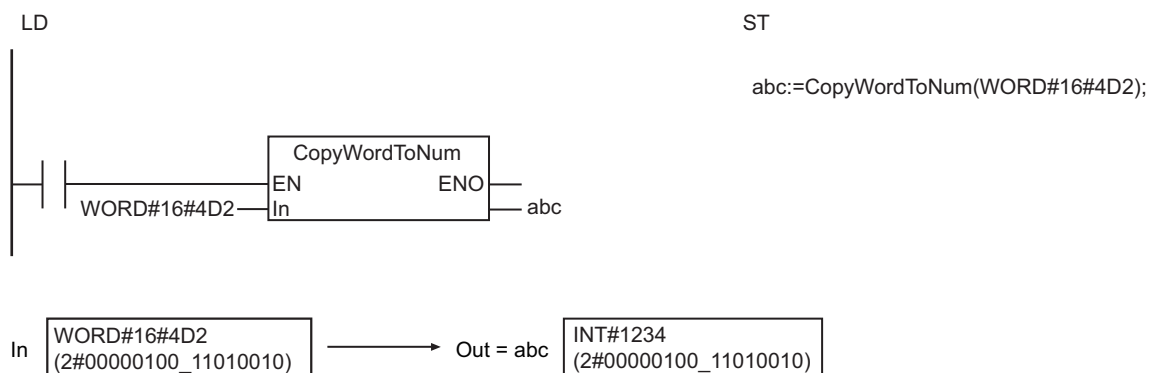 LD
ST
abc:=CopyWordToNum(WORD#16#4D2);
CopyWordToNum
EN ENO
WORD#16#4D2 In abc
In WORD#16#4D2 Out = abc INT#1234
(2#00000100_11010010) (2#00000100_11010010)